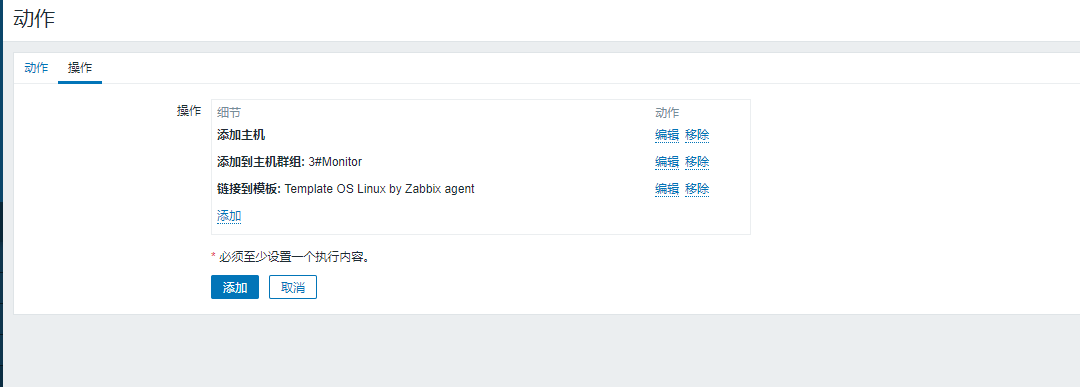 动作
动作 操作
操作 细节 动作
添加主机 编辑 移除
添加到主机群组: 3#Monitor 编辑 移除
链接到模板: Template OS Linux by Zabbix agent 编辑 移除
添加
* 必须至少设置一个执行内容。
添加 取消